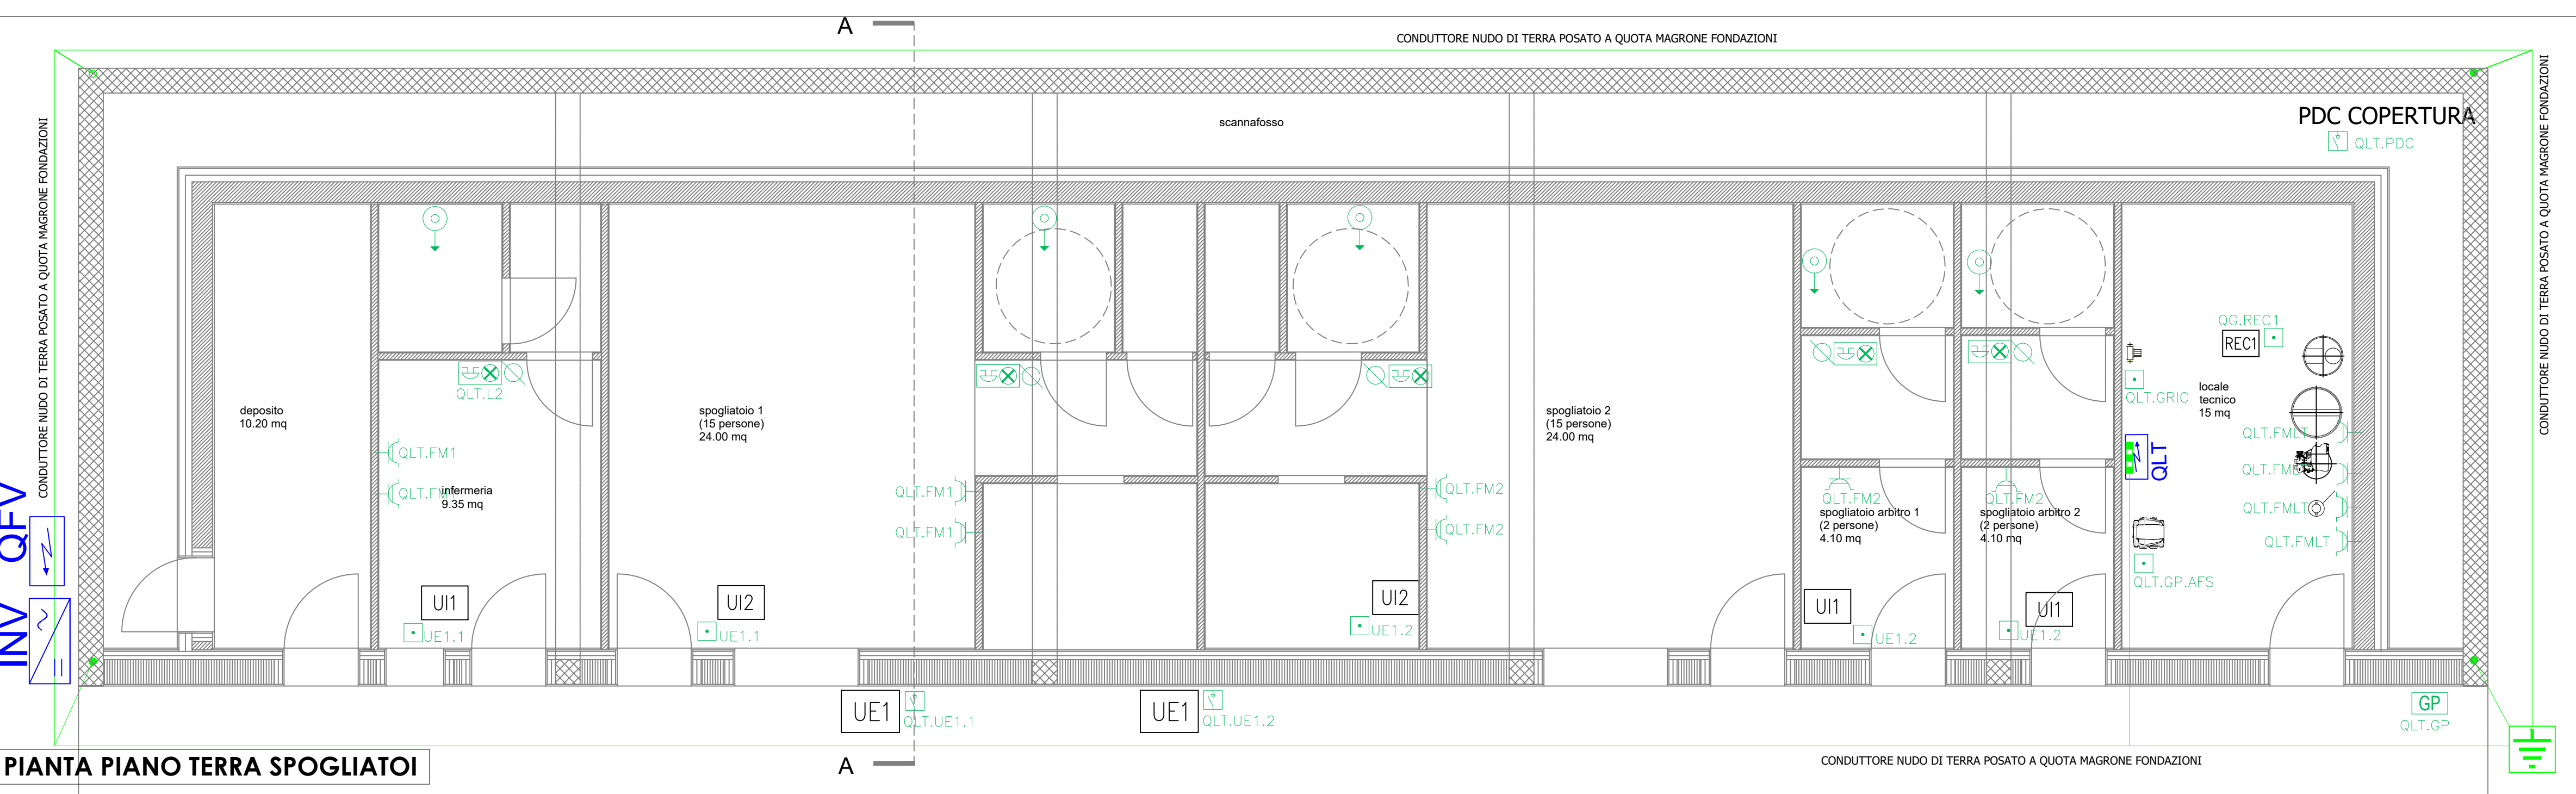 A
CONDUTTORE NUDO DI TERRA POSATO A QUOTA MAGRONE FONDAZIONI
CONDUTTORE NUDO DI TERRA POSATO A QUOTA MAGRONE FONDAZIONI
CONDUTTORE NUDO DI TERRA POSATO A QUOTA MAGRONE FONDAZIONI
scannafosso
PDC COPERTURA
QLT.PDC
QG.REC1
REC1
QLT.L2
QLT.GRIC
locale
tecnico
15 mq
deposito
10.20 mq
spogliatoio 1
(15 persone)
24.00 mq
spogliatoio 2
(15 persone)
24.00 mq
QLT.FM1
QLT.FM1
infermeria
9.35 mq
QLT.FM1
QLT.FM1
QLT.FM2
QLT.FM2
QLT.FM2
spogliatoio arbitro 1
(2 persone)
4.10 mq
QLT.FM2
spogliatoio arbitro 2
(2 persone)
4.10 mq
QLT
QLT.FMLT
QLT.FMLT
QLT.FMLT
QLT.FMLT
QLT.GP.AFS
QFV
INV
UI1
UE1.1
UI2
UE1.1
UI2
UE1.2
UI1
UE1.2
UI1
UE1.2
UE1
QLT.UE1.1
UE1
QLT.UE1.2
GP
QLT.GP
PIANTA PIANO TERRA SPOGLIATOI
A
CONDUTTORE NUDO DI TERRA POSATO A QUOTA MAGRONE FONDAZIONI